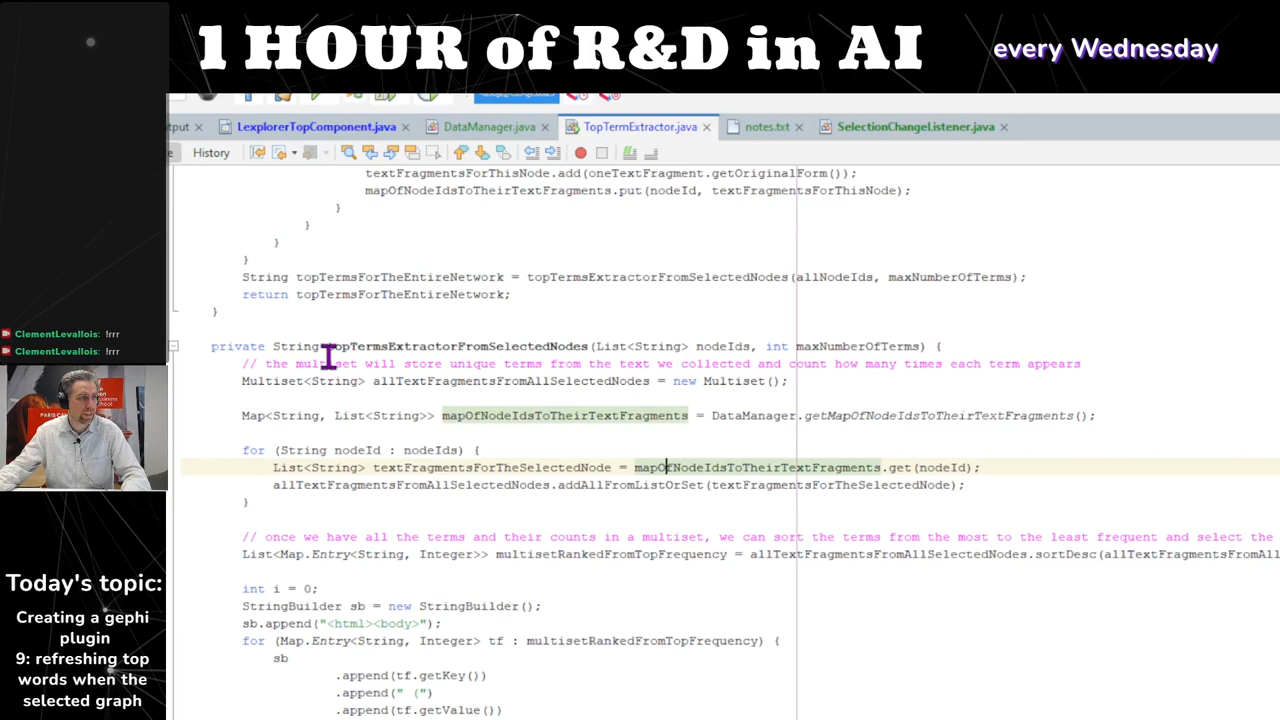 1 HOUR of R&D in AI
every Wednesday
LexplorerTopComponent.java
DataManager.java
TopTermExtractor.java
notes.txt
SelectionChangeListener.java
History
textFragmentsForThisNode.add(oneTextFragment.getOriginalForm());
mapOfNodeIdsToTheirTextFragments.put(nodeId, textFragmentsForThisNode);
}
}
}
}
String topTermsForTheEntireNetwork = topTermsExtractorFromSelectedNodes(allNodeIds, maxNumberOfTerms);
return topTermsForTheEntireNetwork;
}
private String topTermsExtractorFromSelectedNodes(List<String> nodeIds, int maxNumberOfTerms) {
// the multiset will store unique terms from the text we collected and count how many times each term appears
Multiset<String> allTextFragmentsFromAllSelectedNodes = new Multiset();
Map<String, List<String>> mapOfNodeIdsToTheirTextFragments = DataManager.getMapOfNodeIdsToTheirTextFragments();
for (String nodeId : nodeIds) {
List<String> textFragmentsForTheSelectedNode = mapOfNodeIdsToTheirTextFragments.get(nodeId);
allTextFragmentsFromAllSelectedNodes.addAllFromListOrSet(textFragmentsForTheSelectedNode);
}
// once we have all the terms and their counts in a multiset, we can sort the terms from the most to the least frequent and select the
List<Map.Entry<String, Integer>> multisetRankedFromTopFrequency = allTextFragmentsFromAllSelectedNodes.sortDesc(allTextFragmentsFromAll
int i = 0;
StringBuilder sb = new StringBuilder();
sb.append("<html><body>");
for (Map.Entry<String, Integer> tf : multisetRankedFromTopFrequency) {
sb
.append(tf.getKey())
.append(" (")
.append(tf.getValue())
ClementLevallois: !rrr
ClementLevallois: !rrr
Today's topic:
Creating a gephi
plugin
9: refreshing top
words when the
selected graph